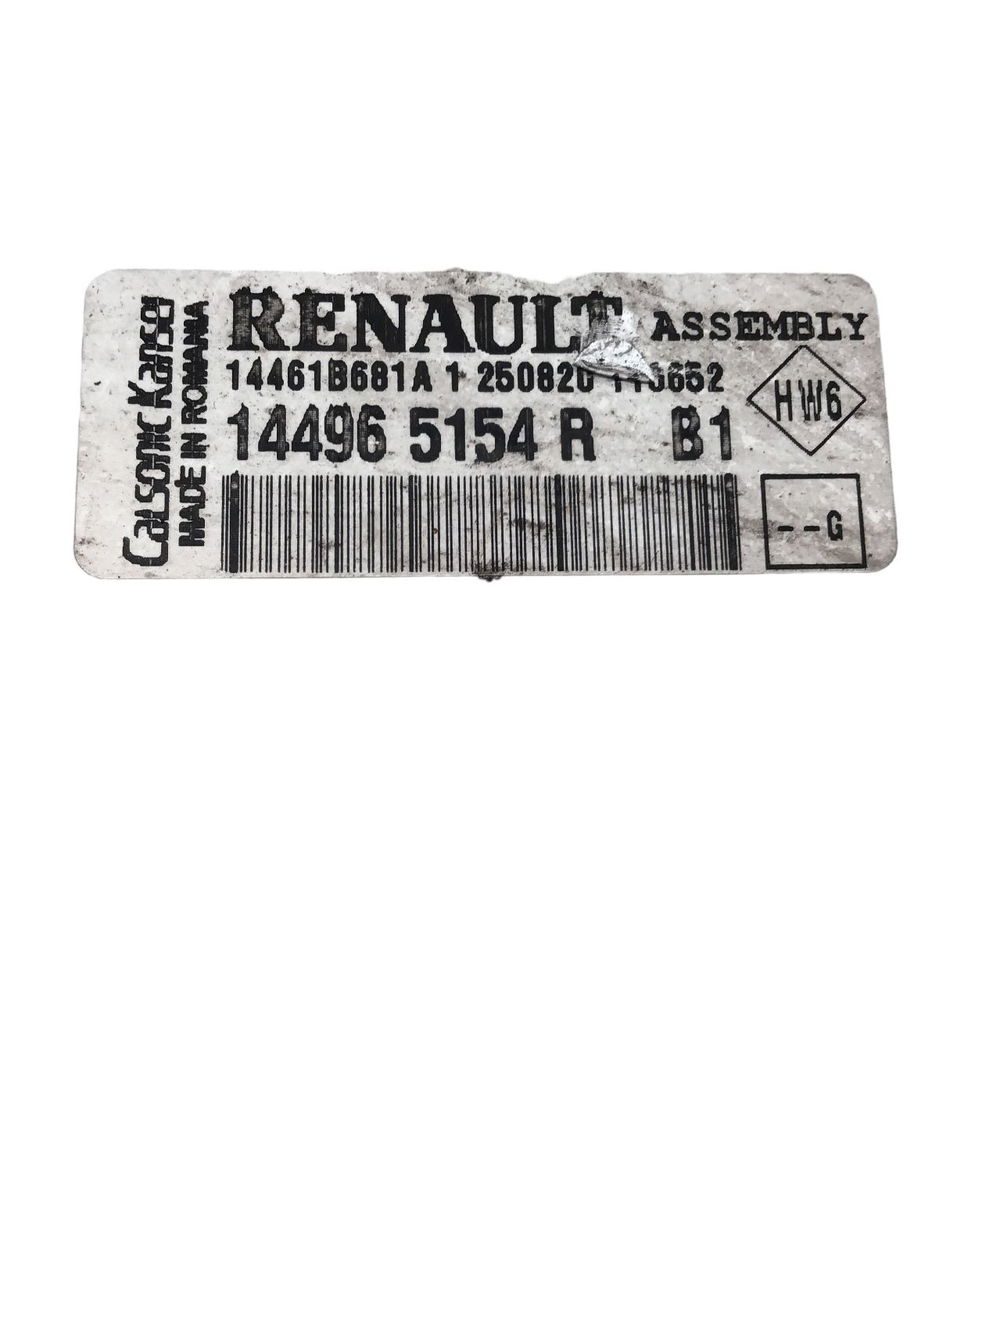 Calsonic Kansei
MADE IN ROMANIA
RENAULT ASSEMBLY
14461B681A 1 250820
14496 5154 R B1
HW6
--G